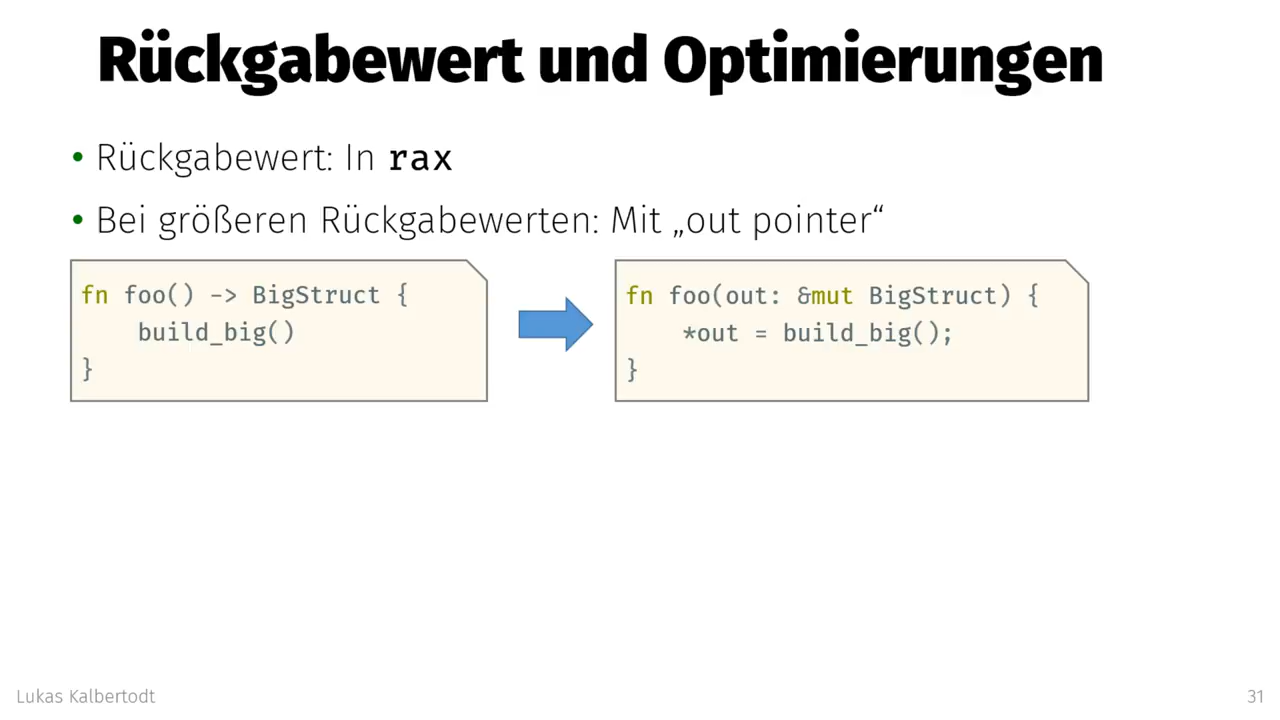 Rückgabewert und Optimierungen
• Rückgabewert: In rax
• Bei größeren Rückgabewerten: Mit „out pointer“
fn foo() -> BigStruct {
    build_big()
}
fn foo(out: &mut BigStruct) {
    *out = build_big();
}
Lukas Kalbertodt
31